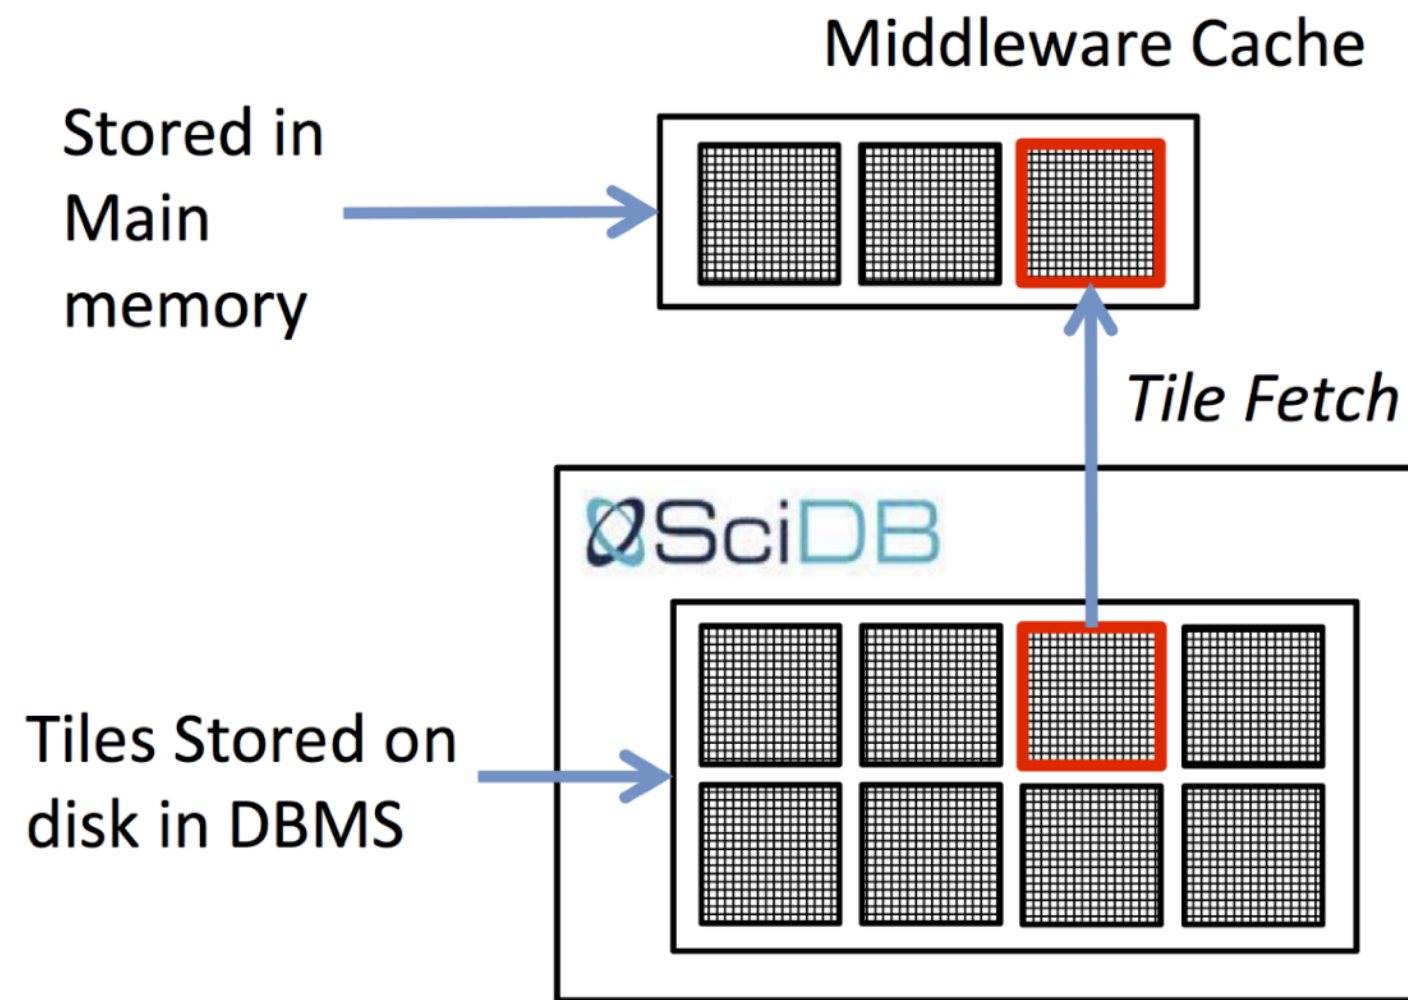 Middleware Cache
Stored in
Main
memory
Tile Fetch
SciDB
Tiles Stored on
disk in DBMS